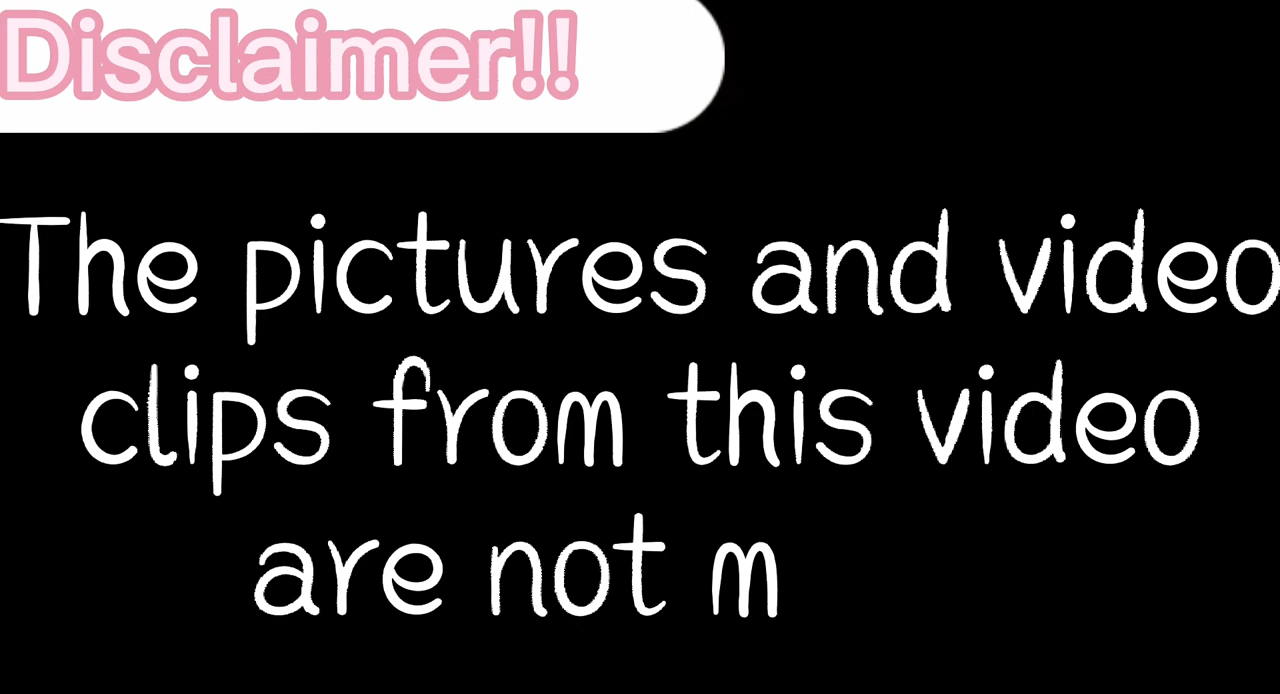 Disclaimer!!
The pictures and video
clips from this video
are not m